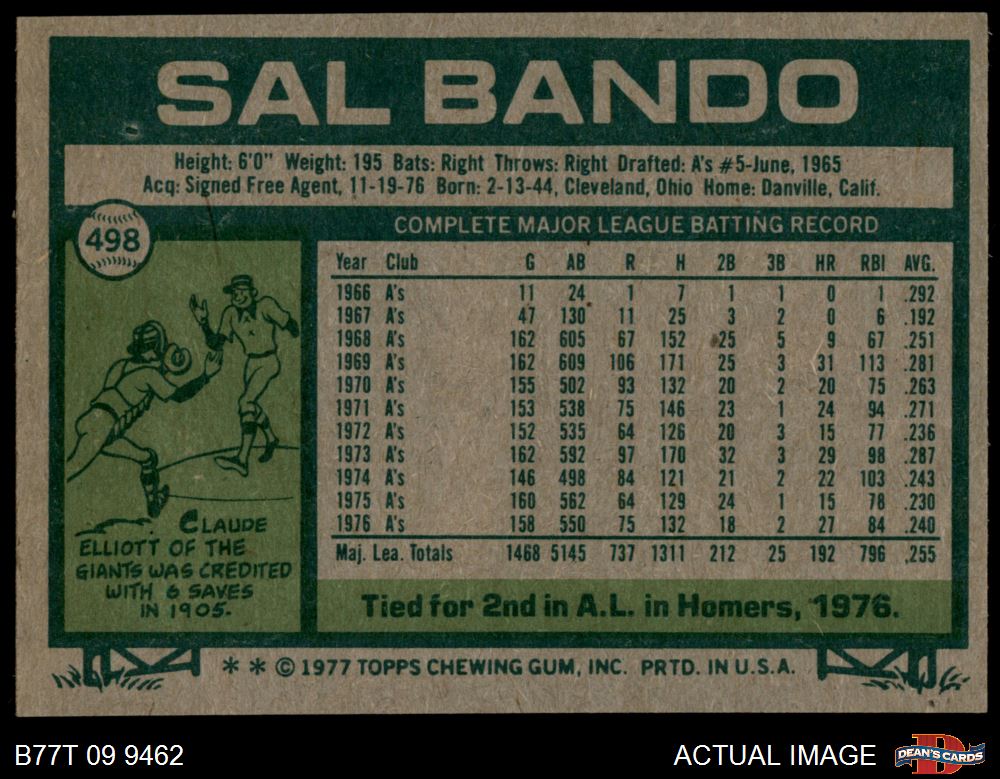 SAL BANDO
Height: 6'0" Weight: 195 Bats: Right Throws: Right Drafted: A's #5-June, 1965
Acq: Signed Free Agent, 11-19-76 Born: 2-13-44, Cleveland, Ohio Home: Danville, Calif.
498
COMPLETE MAJOR LEAGUE BATTING RECORD
Year Club G AB R H 2B 3B HR RBI AVG.
1966 A's 11 24 1 7 1 1 0 1 .292
1967 A's 47 130 11 25 3 2 0 6 .192
1968 A's 162 605 67 152 25 5 9 67 .251
1969 A's 162 609 106 171 25 3 31 113 .281
1970 A's 155 502 93 132 20 2 20 75 .263
1971 A's 153 538 75 146 23 1 24 94 .271
1972 A's 152 535 64 126 20 3 15 77 .236
1973 A's 162 592 97 170 32 3 29 98 .287
1974 A's 146 498 84 121 21 2 22 103 .243
1975 A's 160 562 64 129 24 1 15 78 .230
1976 A's 158 550 75 132 18 2 27 84 .240
Maj. Lea. Totals 1468 5145 737 1311 212 25 192 796 .255
CLAUDE
ELLIOTT OF THE
GIANTS WAS CREDITED
WITH 6 SAVES
IN 1905.
Tied for 2nd in A.L. in Homers, 1976.
* * © 1977 TOPPS CHEWING GUM, INC. PRTD. IN U.S.A.
B77T 09 9462
ACTUAL IMAGE
DEAN'S CARDS